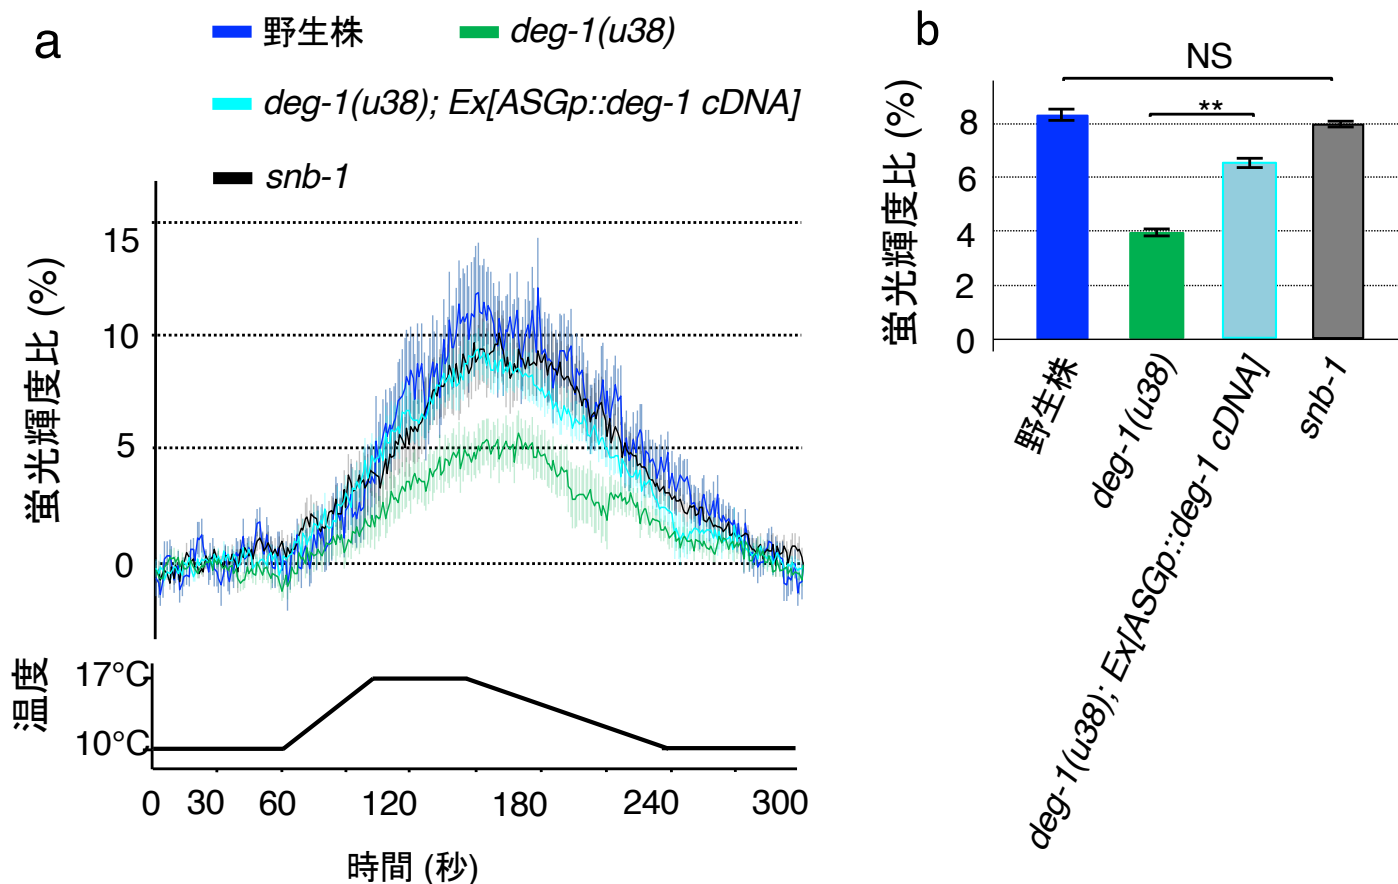 a
野生株
deg-1(u38)
deg-1(u38); Ex[ASGp::deg-1 cDNA]
snb-1
蛍光輝度比 (%)
15
10
5
0
温度
17°C
10°C
0 30 60 120 180 240 300
時間 (秒)
b
NS
**
蛍光輝度比 (%)
8
6
4
2
0
野生株
deg-1(u38)
deg-1(u38); Ex[ASGp::deg-1 cDNA]
snb-1